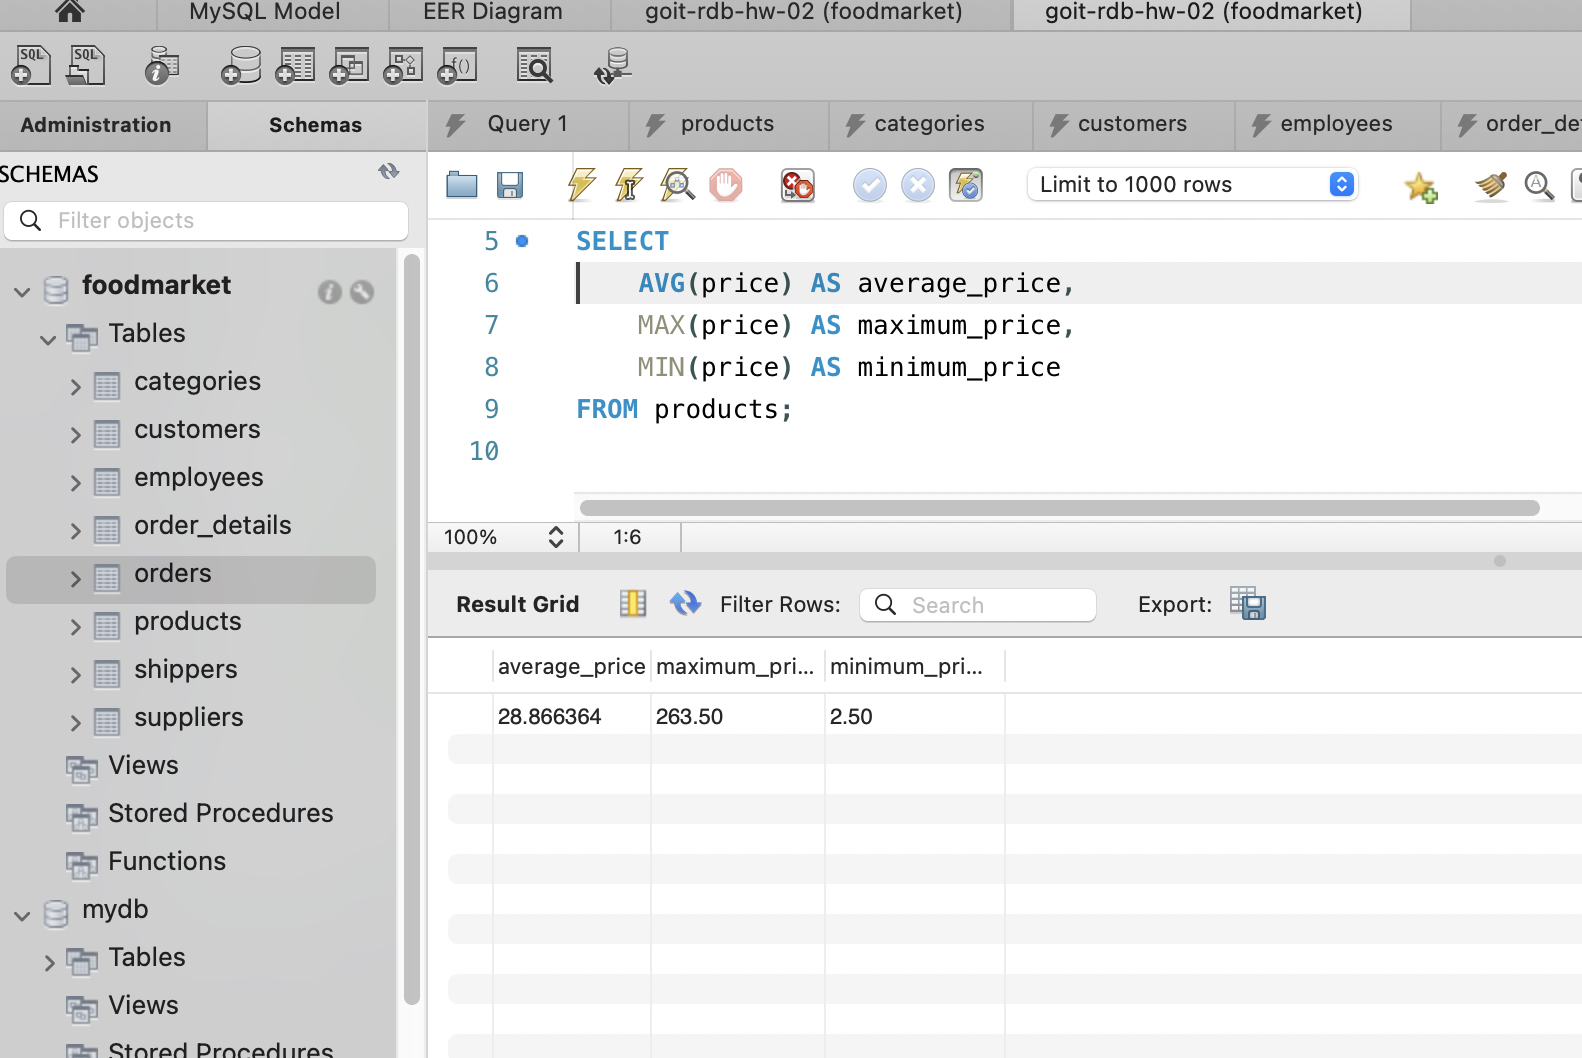 MySQL Model
EER Diagram
goit-rdb-hw-02 (foodmarket)
goit-rdb-hw-02 (foodmarket)
SQL
SQL
Administration
Schemas
Query 1
products
categories
customers
employees
SCHEMAS
Filter objects
Limit to 1000 rows
foodmarket
Tables
categories
customers
employees
order_details
orders
products
shippers
suppliers
Views
Stored Procedures
Functions
mydb
Tables
Views
Stored Procedures
5 SELECT
6 AVG(price) AS average_price,
7 MAX(price) AS maximum_price,
8 MIN(price) AS minimum_price
9 FROM products;
10
100%
1:6
Result Grid
Filter Rows:
Search
Export:
average_price maximum_pri... minimum_pri...
28.866364 263.50 2.50